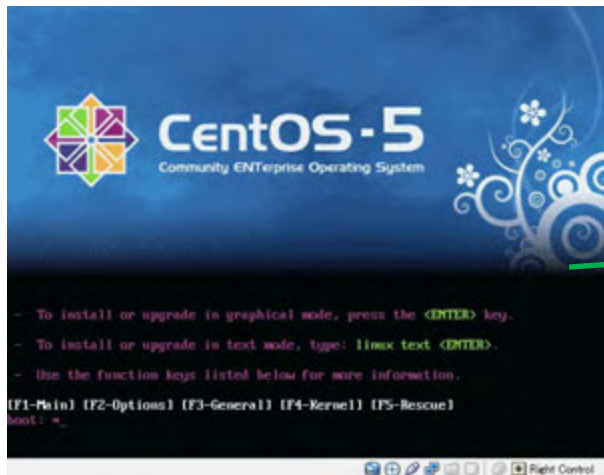 CentOS-5
Community ENTerprise Operating System
- To install or upgrade in graphical mode, press the <ENTER> key.
- To install or upgrade in text mode, type: linux text <ENTER>.
- Use the function keys listed below for more information.
[F1-Main] [F2-Options] [F3-General] [F4-Kernel] [F5-Rescue]
boot: _
Right Control